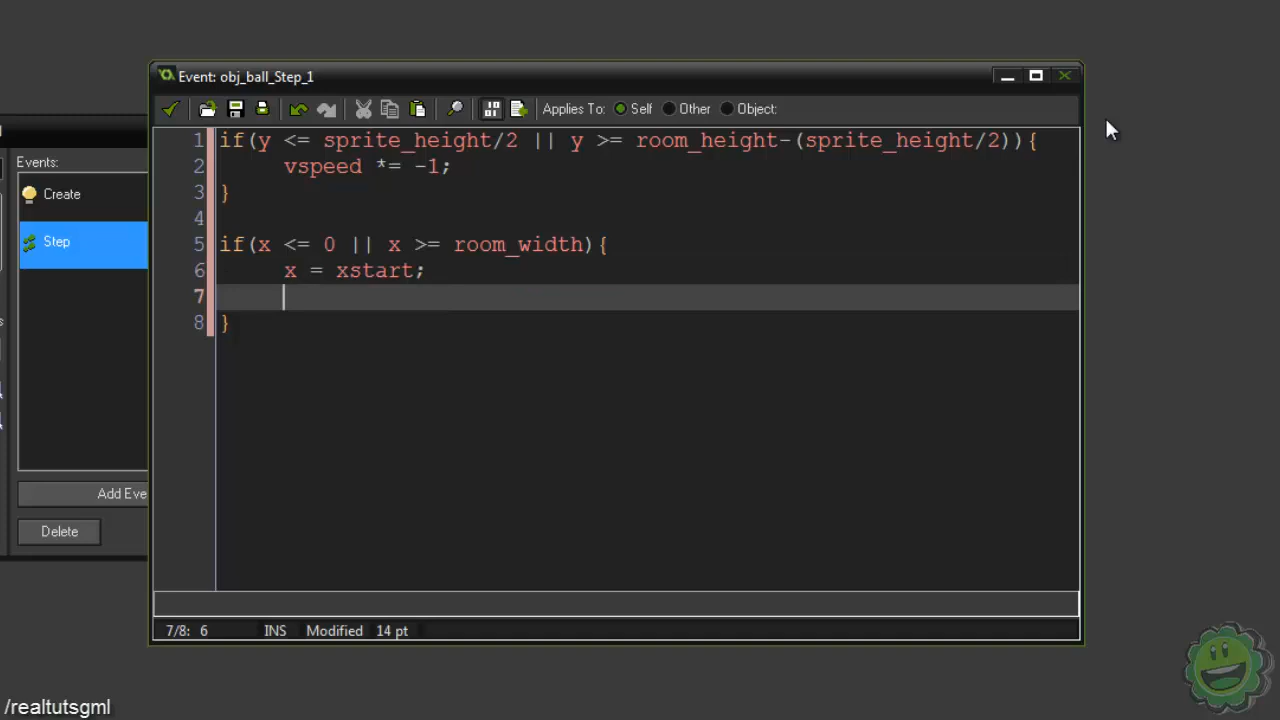 Event: obj_ball_Step_1
Applies To: Self Other Object:
Events:
Create
Step
Add Eve
Delete
1 if(y <= sprite_height/2 || y >= room_height-(sprite_height/2)){
2 vspeed *= -1;
3 }
4
5 if(x <= 0 || x >= room_width){
6 x = xstart;
7
8 }
7/8: 6 INS Modified 14 pt
/realtutsgml